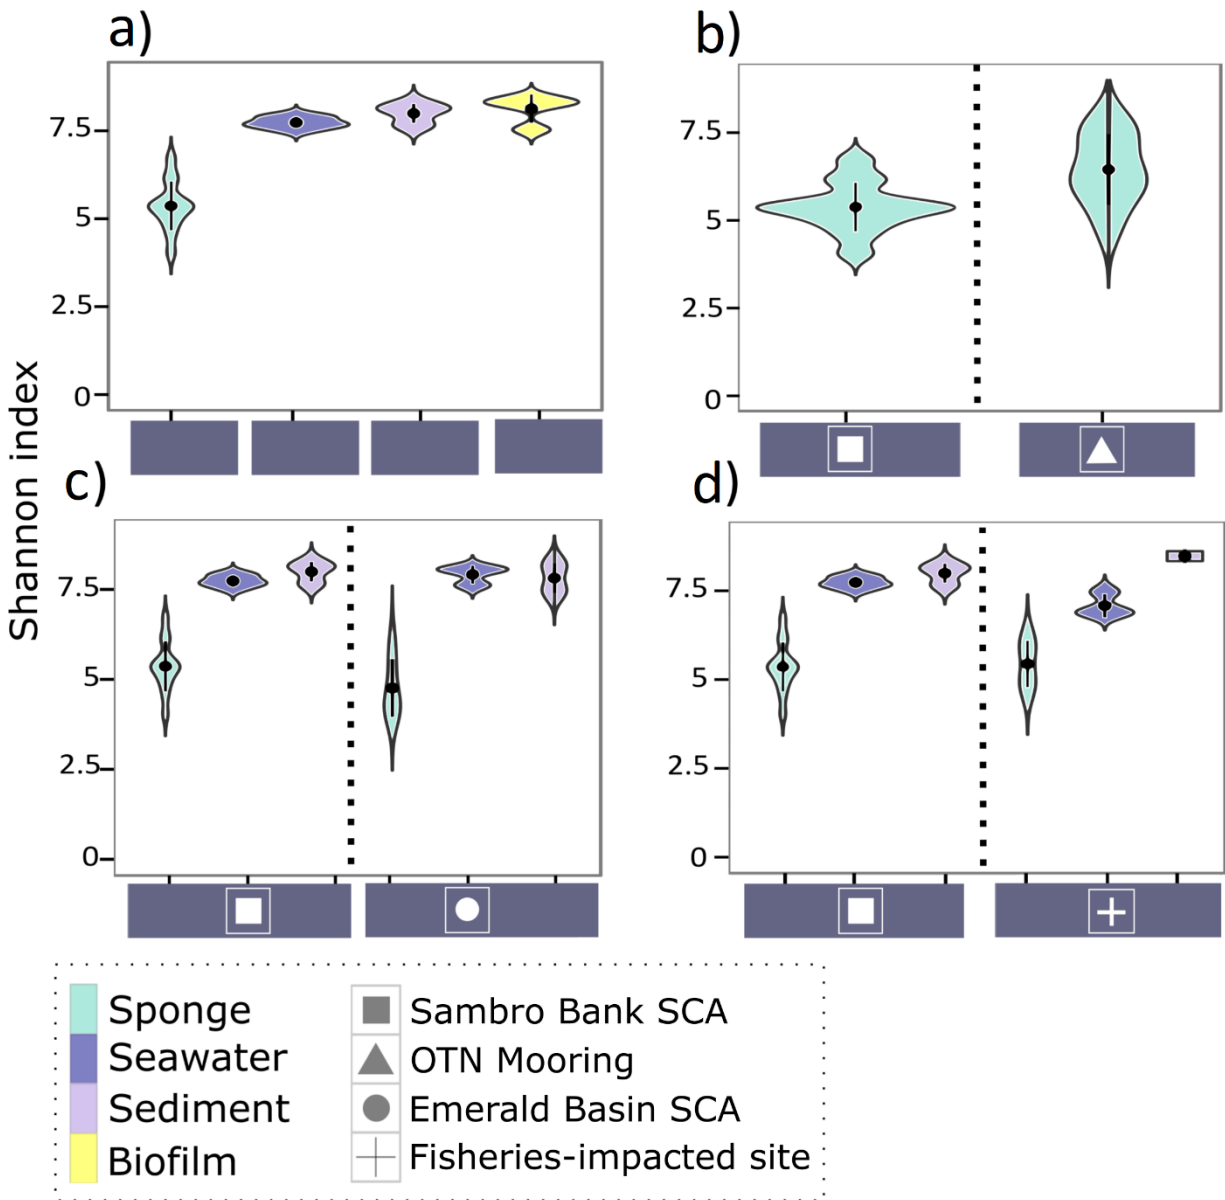 a)
b)
7.5
5
2.5
0
7.5
5
2.5
0
Shannon index
c)
d)
7.5
5
2.5
0
7.5
5
2.5
0
Sponge
Seawater
Sediment
Biofilm
Sambro Bank SCA
OTN Mooring
Emerald Basin SCA
Fisheries-impacted site